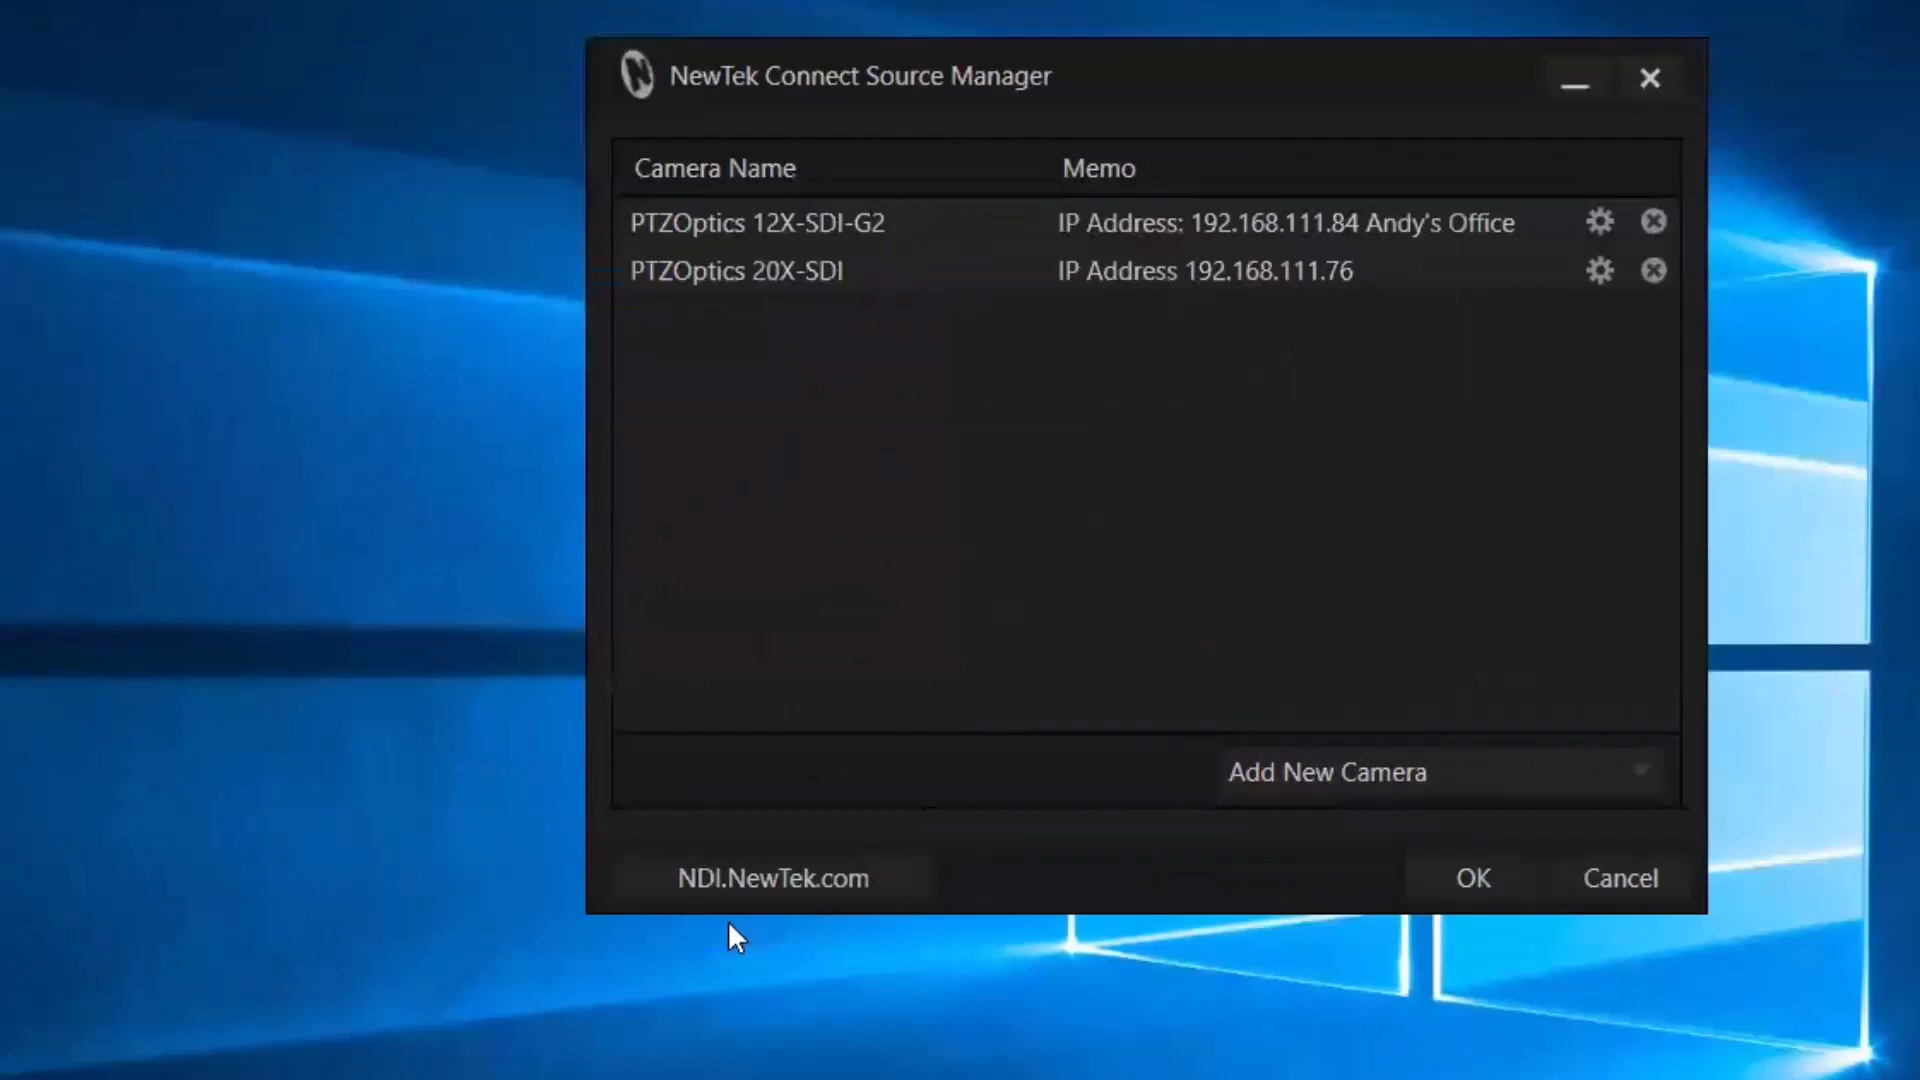 NewTek Connect Source Manager
Camera Name Memo
PTZOptics 12X-SDI-G2 IP Address: 192.168.111.84 Andy's Office
PTZOptics 20X-SDI IP Address 192.168.111.76
Add New Camera
NDI.NewTek.com OK Cancel